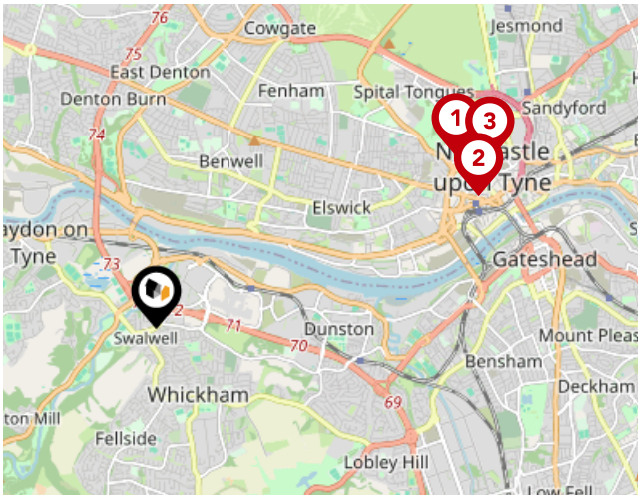 76
Cowgate
Jesmond
75
East Denton
Fenham
Spital Tongues
Denton Burn
Sandyford
1
3
74
Benwell
2
upon Tyne
Elswick
aydon on
Tyne
Gateshead
73
2
71
Swalwell
Dunston
70
Mount Pleas
Bensham
Whickham
Deckham
69
ton Mill
Fellside
Lobley Hill
Low Fell